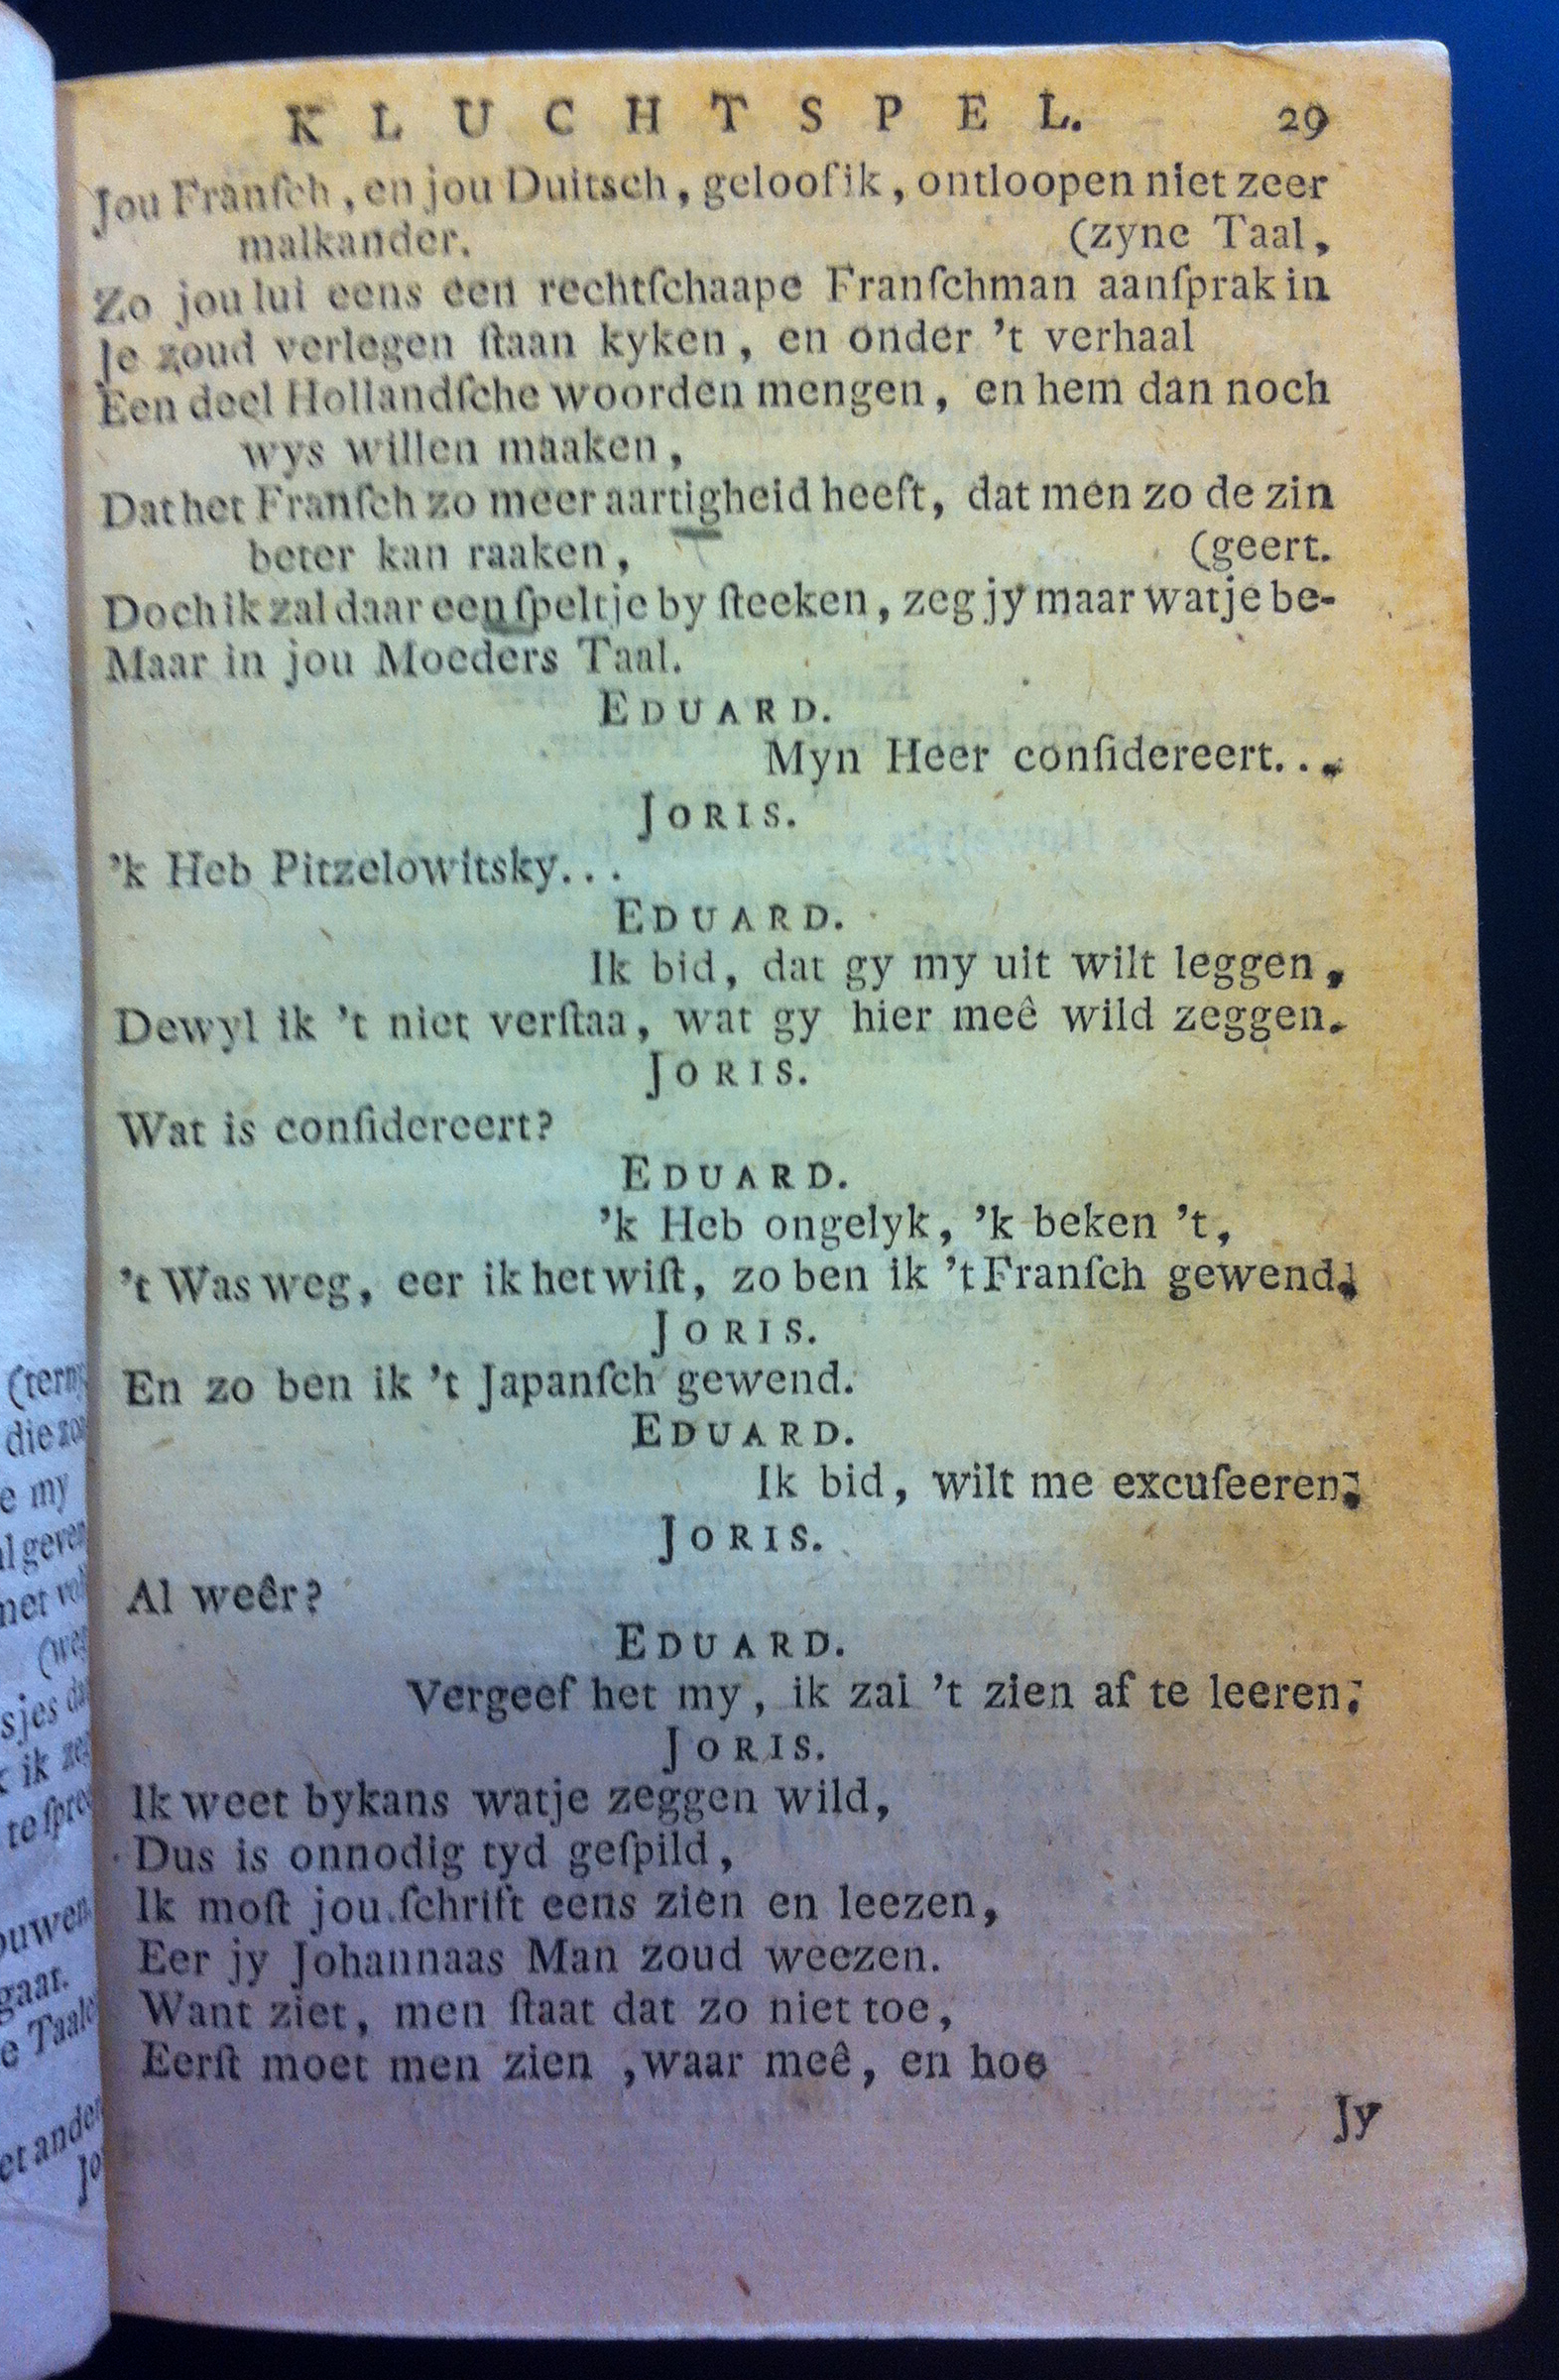 KLUCHTSPEL. 29
Jou Franſch, en jou Duitsch, geloof ik, ontloopen niet zeer
malkander. (zyne Taal,
Zo jou lui eens een rechtſchaape Franſchman aanſprak in
Je zoud verlegen ſtaan kyken, en onder 't verhaal
Een deel Hollandſche woorden mengen, en hem dan noch
wys willen maaken,
Dat het Franſch zo meer aartigheid heeft, dat men zo de zin
beter kan raaken, (geert.
Doch ik zal daar een ſpeltje by ſteeken, zeg jy maar watje be-
Maar in jou Moeders Taal.
EDUARD.
Myn Heer conſidereert...
JORIS.
'k Heb Pitzelowitsky...
EDUARD.
Ik bid, dat gy my uit wilt leggen,
Dewyl ik 't niet verſtaa, wat gy hier meê wild zeggen.
JORIS.
Wat is conſidereert?
EDUARD.
'k Heb ongelyk, 'k beken 't,
't Was weg, eer ik het wiſt, zo ben ik 't Franſch gewend.
JORIS.
En zo ben ik 't Japanſch gewend.
EDUARD.
Ik bid, wilt me excuſeeren;
JORIS.
Al weêr?
EDUARD.
Vergeef het my, ik zal 't zien af te leeren.
JORIS.
Ik weet bykans watje zeggen wild,
Dus is onnodig tyd geſpild,
Ik moſt jou ſchrift eens zien en leezen,
Eer jy Johannaas Man zoud weezen.
Want ziet, men ſtaat dat zo niet toe,
Eerſt moet men zien, waar meê, en hoe
Jy